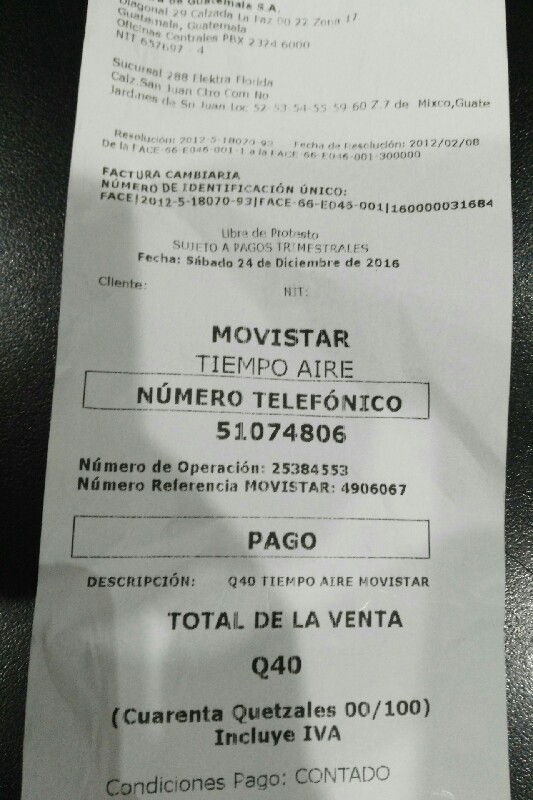 de Guatemala S.A.
Diagonal 29 Calzada La Paz 00 22 Zona 17
Guatemala, Guatemala
Oficinas Centrales PBX 2324 6000
NIT 657697 - 4
Sucursal 288 Elektra Florida
Calz San Juan Ctro Com No
Jardines de Sn Juan Loc 52-53-54-55-59-60 Z.7 de Mixco,Guate
Resolución: 2012-5-18070-93 Fecha de Resolución: 2012/02/08
De la FACE-66-E046-001-1 a la FACE-66-E046-001-300000
FACTURA CAMBIARIA
NÚMERO DE IDENTIFICACIÓN ÚNICO:
FACE|2012-5-18070-93|FACE-66-E046-001|160000031684
Libre de Protesto
SUJETO A PAGOS TRIMESTRALES
Fecha: Sábado 24 de Diciembre de 2016
Cliente: NIT:
MOVISTAR
TIEMPO AIRE
NÚMERO TELEFÓNICO
51074806
Número de Operación: 25384553
Número Referencia MOVISTAR: 4906067
PAGO
DESCRIPCIÓN: Q40 TIEMPO AIRE MOVISTAR
TOTAL DE LA VENTA
Q40
(Cuarenta Quetzales 00/100)
Incluye IVA
Condiciones Pago: CONTADO